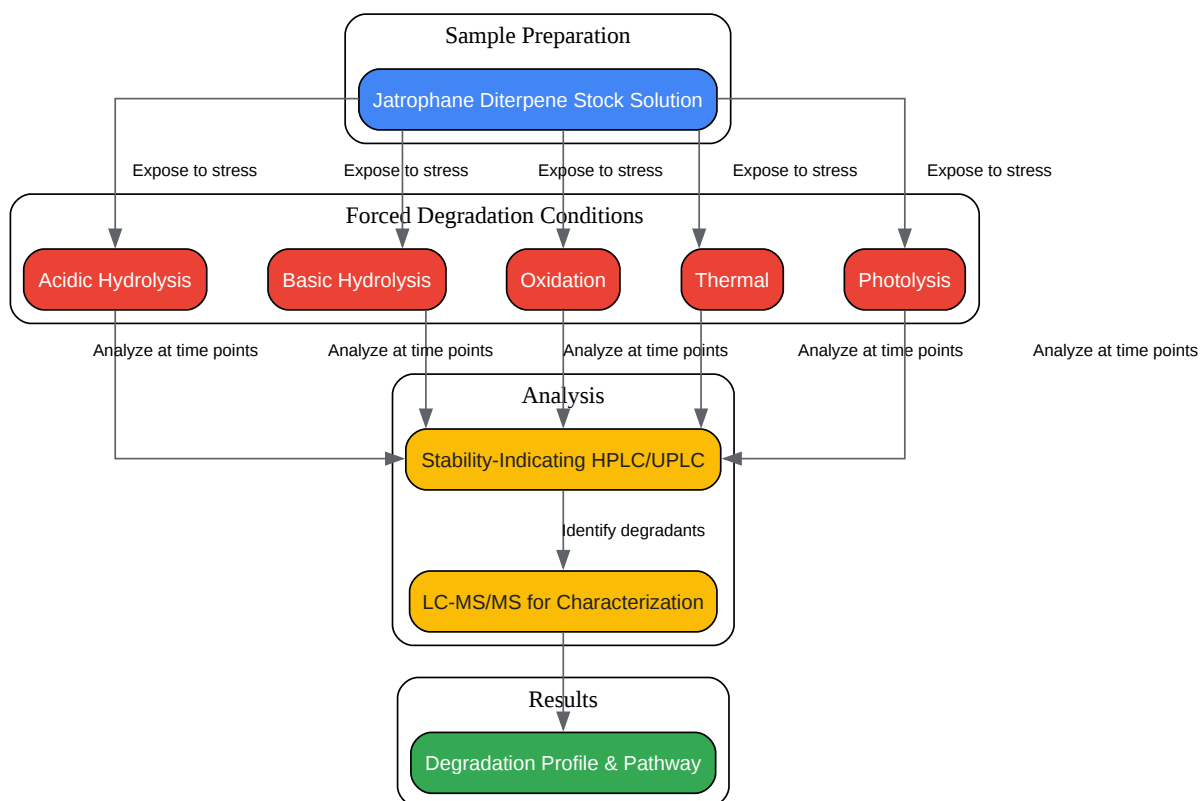 Sample Preparation
Jatrophane Diterpene Stock Solution
Expose to stress
Expose to stress
Expose to stress
Expose to stress
Expose to stress
Forced Degradation Conditions
Acidic Hydrolysis
Basic Hydrolysis
Oxidation
Thermal
Photolysis
Analyze at time points
Analyze at time points
Analyze at time points
Analyze at time points
Analyze at time points
Analysis
Stability-Indicating HPLC/UPLC
Identify degradants
LC-MS/MS for Characterization
Results
Degradation Profile & Pathway